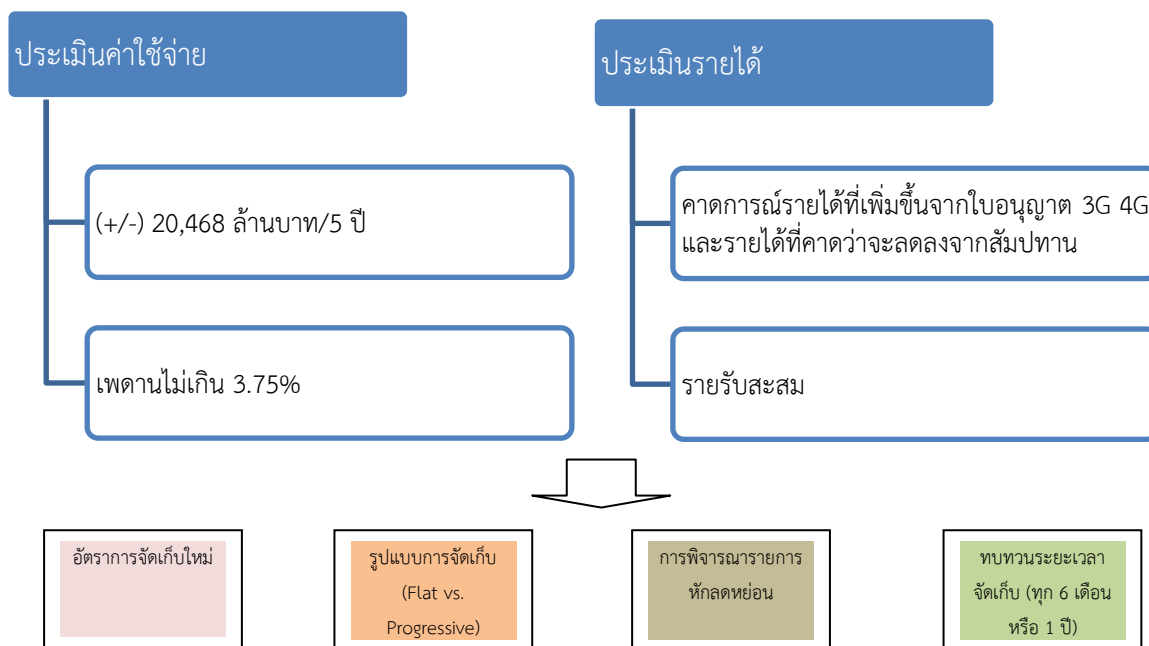 ประเมินค่าใช้จ่าย
(+/-) 20,468 ล้านบาท/5 ปี
เพดานไม่เกิน 3.75%
ประเมินรายได้
คาดการณ์รายได้ที่เพิ่มขึ้นจากใบอนุญาต 3G 4G
และรายได้ที่คาดว่าจะลดลงจากสัมปทาน
รายรับสะสม
อัตราการจัดเก็บใหม่
รูปแบบการจัดเก็บ
(Flat vs.
Progressive)
การพิจารณารายการ
หักลดหย่อน
ทบทวนระยะเวลา
จัดเก็บ (ทุก 6 เดือน
หรือ 1 ปี)